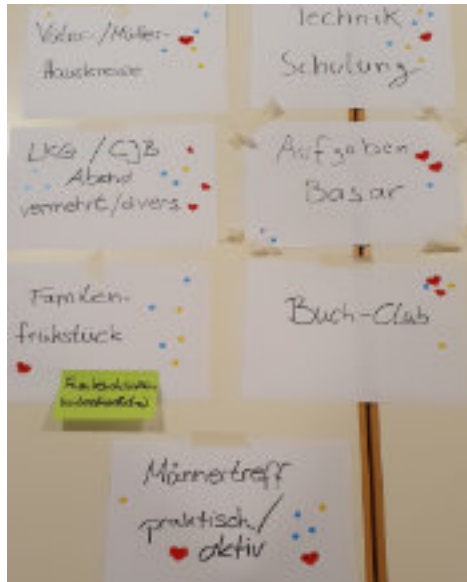 Väter-/Mütter-
Hauskreise
Technik
Schulung
LKG / CJB
Abend
vermehrt/divers
Aufgaben
Basar
Familien-
frühstück
Buch-Club
Männertreff
praktisch/
aktiv